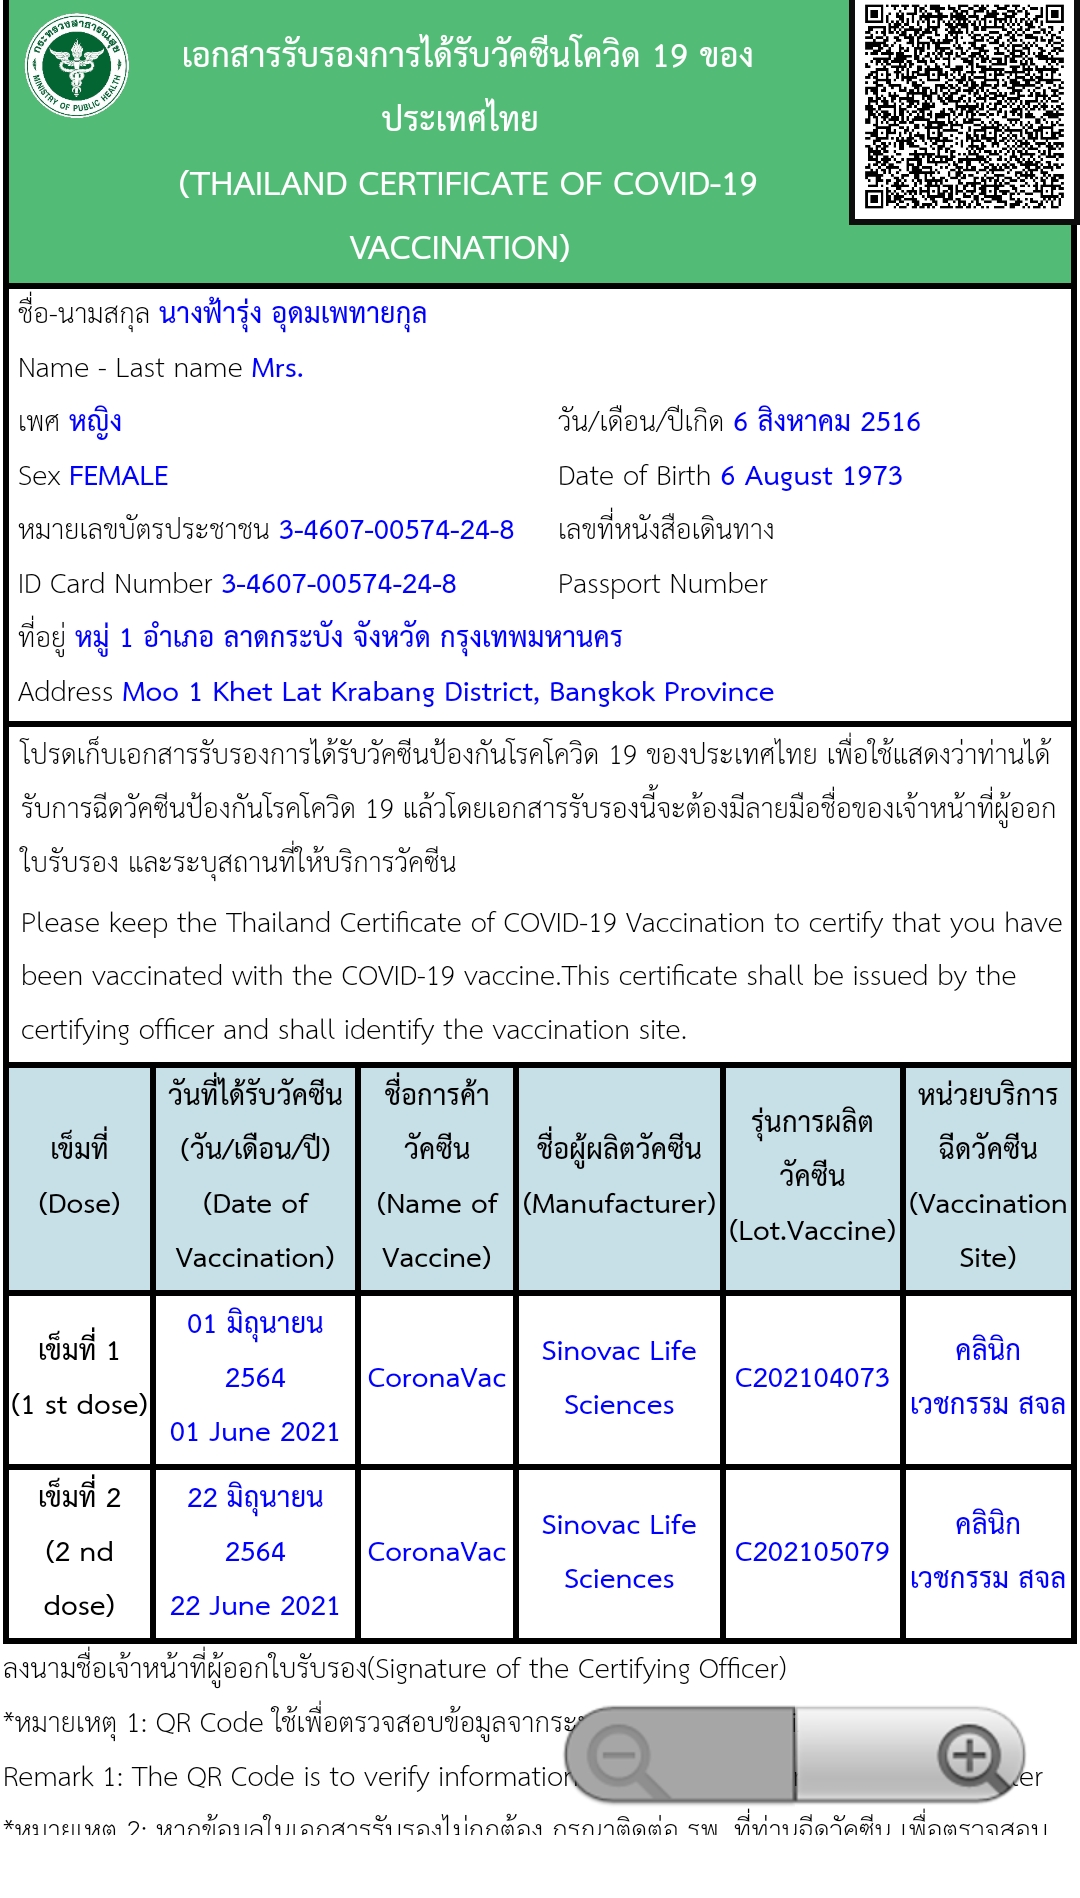 กระทรวงสาธารณสุข
MINISTRY OF PUBLIC HEALTH
เอกสารรับรองการได้รับวัคซีนโควิด 19 ของ
ประเทศไทย
(THAILAND CERTIFICATE OF COVID-19
VACCINATION)
ชื่อ-นามสกุล นางฟ้ารุ่ง อุดมเพทายกุล
Name - Last name Mrs.
เพศ หญิง
วัน/เดือน/ปีเกิด 6 สิงหาคม 2516
Sex FEMALE
Date of Birth 6 August 1973
หมายเลขบัตรประชาชน 3-4607-00574-24-8
เลขที่หนังสือเดินทาง
ID Card Number 3-4607-00574-24-8
Passport Number
ที่อยู่ หมู่ 1 อำเภอ ลาดกระบัง จังหวัด กรุงเทพมหานคร
Address Moo 1 Khet Lat Krabang District, Bangkok Province
โปรดเก็บเอกสารรับรองการได้รับวัคซีนป้องกันโรคโควิด 19 ของประเทศไทย เพื่อใช้แสดงว่าท่านได้
รับการฉีดวัคซีนป้องกันโรคโควิด 19 แล้วโดยเอกสารรับรองนี้จะต้องมีลายมือชื่อของเจ้าหน้าที่ผู้ออก
ใบรับรอง และระบุสถานที่ให้บริการวัคซีน
Please keep the Thailand Certificate of COVID-19 Vaccination to certify that you have
been vaccinated with the COVID-19 vaccine.This certificate shall be issued by the
certifying officer and shall identify the vaccination site.
เข็มที่
(Dose)
วันที่ได้รับวัคซีน
(วัน/เดือน/ปี)
(Date of
Vaccination)
ชื่อการค้า
วัคซีน
(Name of
Vaccine)
ชื่อผู้ผลิตวัคซีน
(Manufacturer)
รุ่นการผลิต
วัคซีน
(Lot.Vaccine)
หน่วยบริการ
ฉีดวัคซีน
(Vaccination
Site)
เข็มที่ 1
(1 st dose)
01 มิถุนายน
2564
01 June 2021
CoronaVac
Sinovac Life
Sciences
C202104073
คลินิก
เวชกรรม สจล
เข็มที่ 2
(2 nd
dose)
22 มิถุนายน
2564
22 June 2021
CoronaVac
Sinovac Life
Sciences
C202105079
คลินิก
เวชกรรม สจล
ลงนามชื่อเจ้าหน้าที่ผู้ออกใบรับรอง(Signature of the Certifying Officer)
*หมายเหตุ 1: QR Code ใช้เพื่อตรวจสอบข้อมูลจาก
Remark 1: The QR Code is to verify information
*หมายเหตุ 2: หากข้อมูลในเอกสารรับรองไม่ถูกต้อง กรุณาติดต่อ รพ. ที่ท่านฉีดวัคซีน เพื่อตรวจสอบ